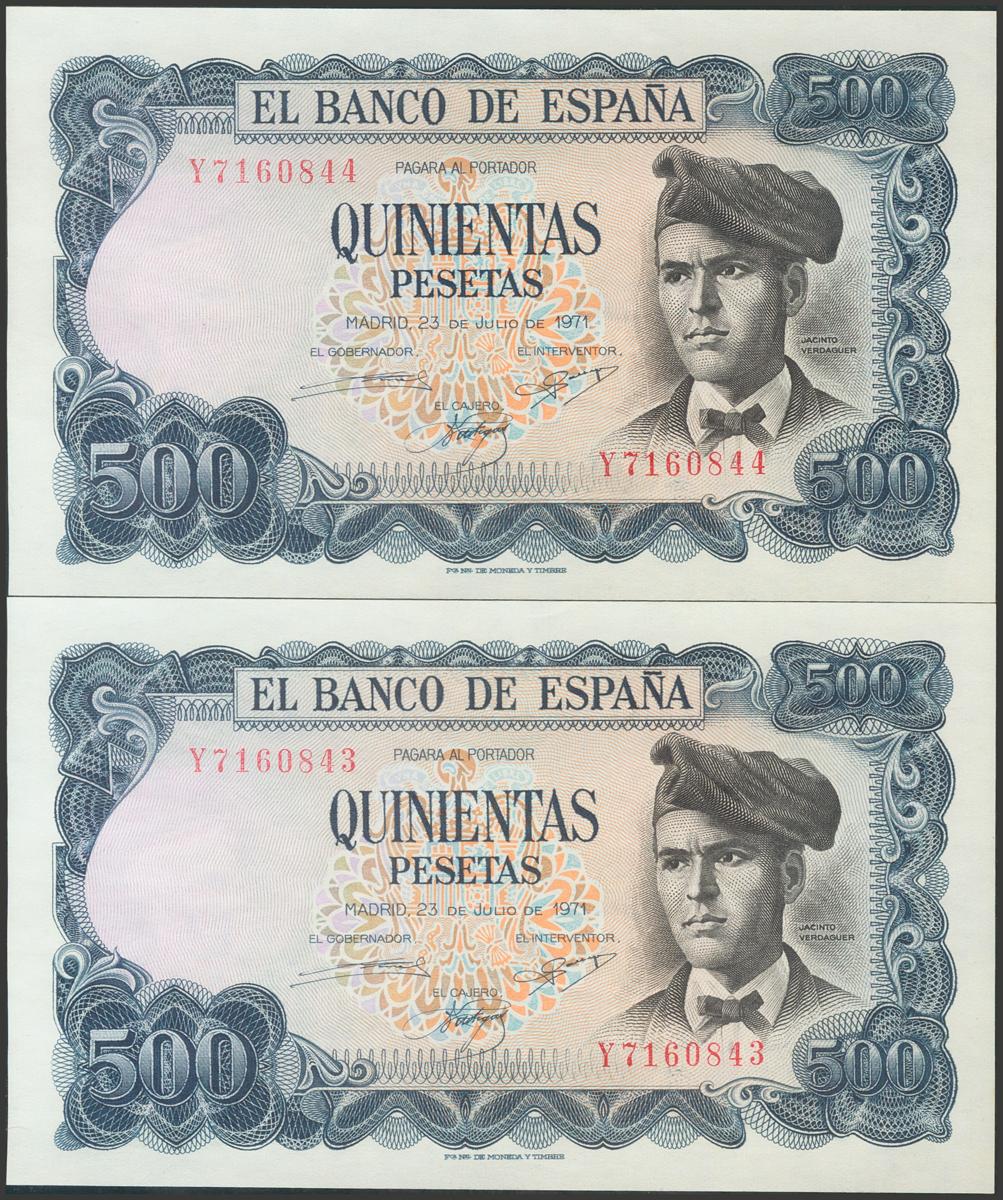 EL BANCO DE ESPAÑA
500
Y7160844
PAGARA AL PORTADOR
QUINIENTAS
PESETAS
MADRID, 23 DE JULIO DE 1971
JACINTO
VERDAGUER
EL GOBERNADOR.
EL INTERVENTOR.
EL CAJERO.
Y7160844
500
500
Fca. Nal. DE MONEDA Y TIMBRE
EL BANCO DE ESPAÑA
500
Y7160843
PAGARA AL PORTADOR
QUINIENTAS
PESETAS
MADRID, 23 DE JULIO DE 1971
JACINTO
VERDAGUER
EL GOBERNADOR.
EL INTERVENTOR.
EL CAJERO.
Y7160843
500
500
Fca. Nal. DE MONEDA Y TIMBRE